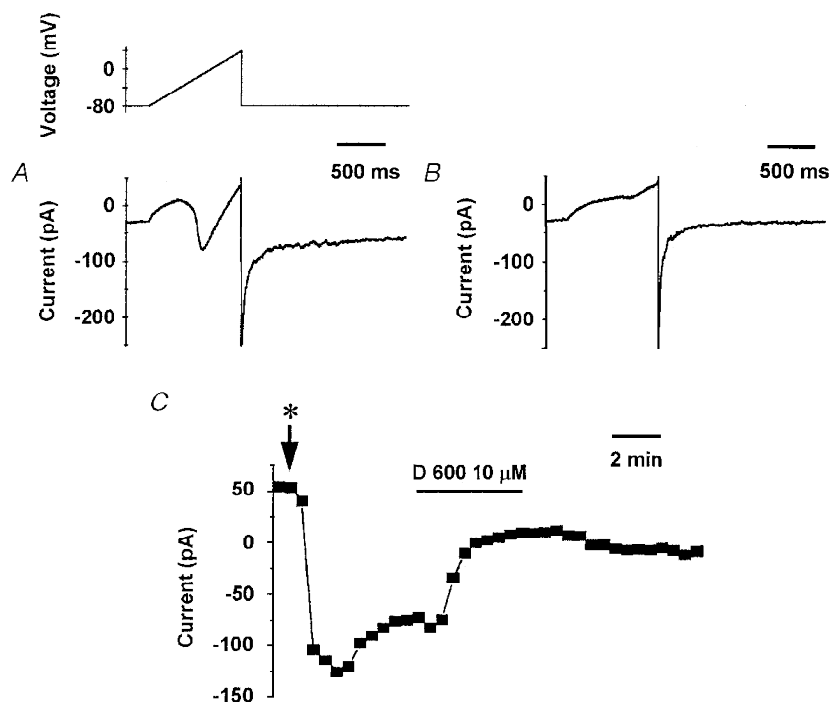 Voltage (mV)
0
-80
500 ms
A
Current (pA)
0
-100
-200
500 ms
B
Current (pA)
0
-100
-200
C
*
2 min
D 600 10 µM
Current (pA)
50
0
-50
-100
-150